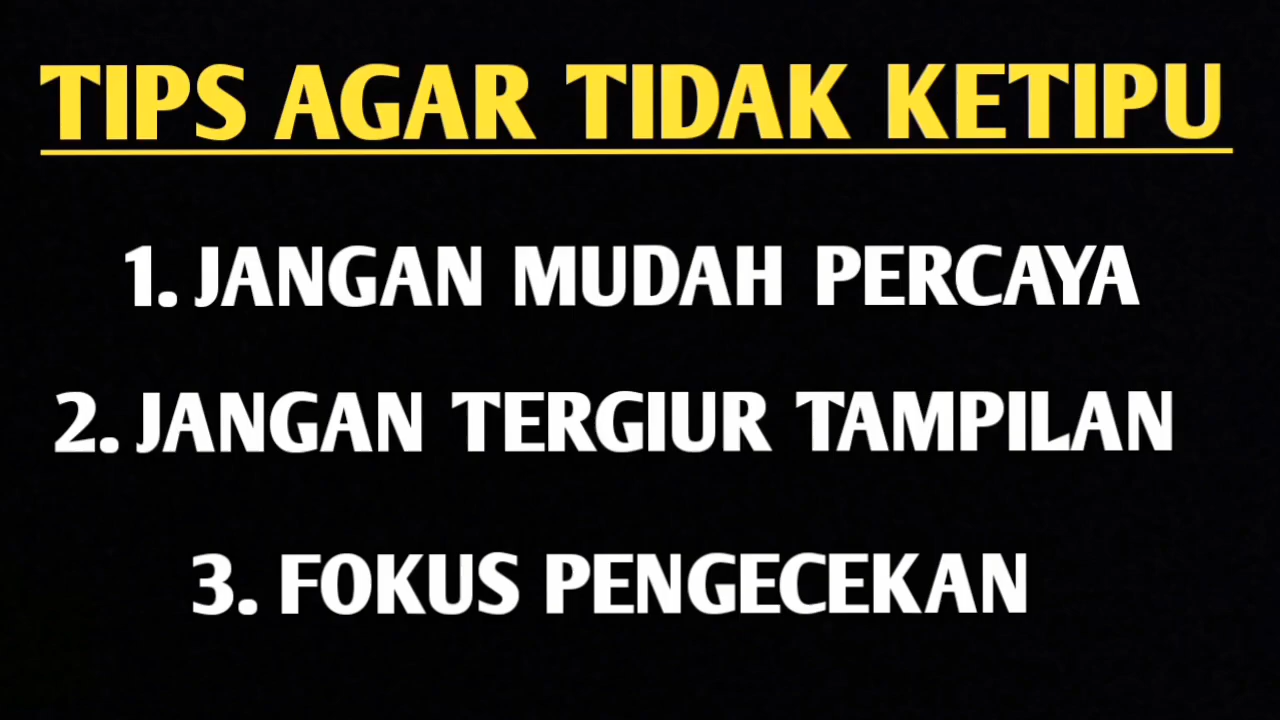 TIPS AGAR TIDAK KETIPU
1. JANGAN MUDAH PERCAYA
2. JANGAN TERGIUR TAMPILAN
3. FOKUS PENGECEKAN